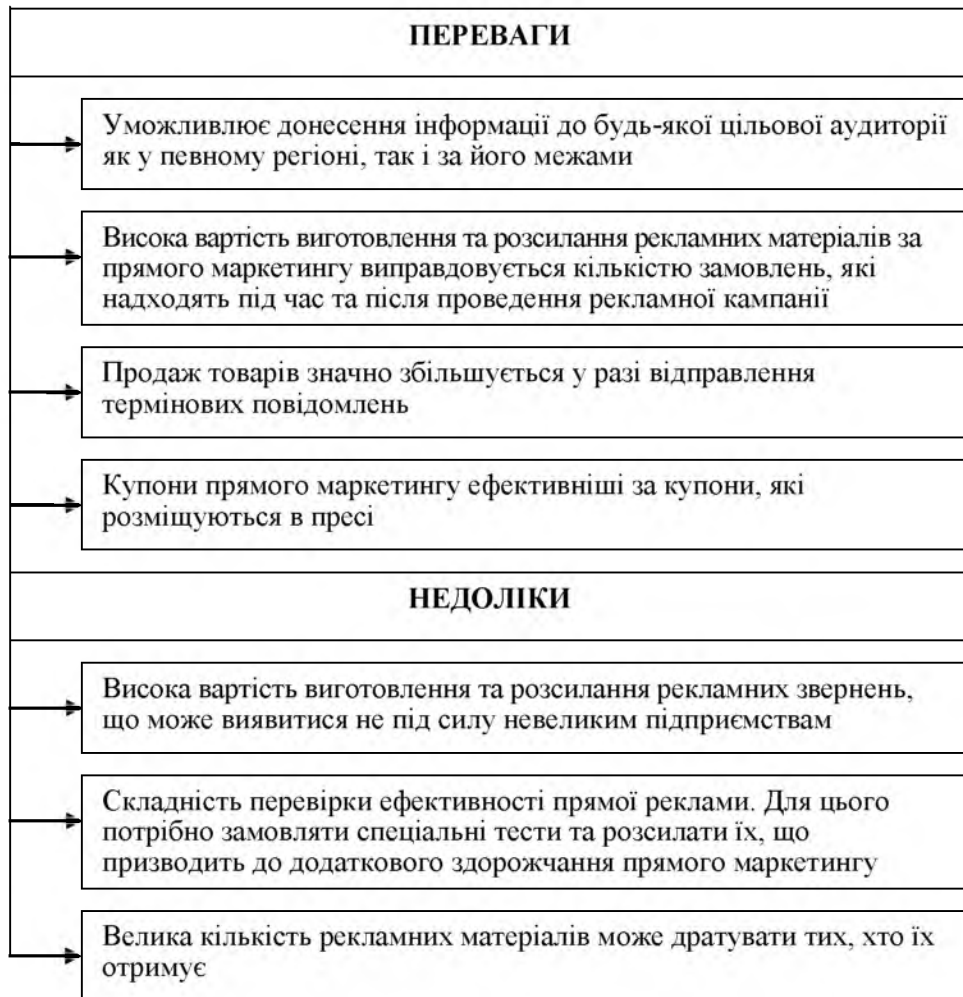 ПЕРЕВАГИ
Уможливлює донесення інформації до будь-якої цільової аудиторії
як у певному регіоні, так і за його межами
Висока вартість виготовлення та розсилання рекламних матеріалів за
прямого маркетингу виправдовується кількістю замовлень, які
надходять під час та після проведення рекламної кампанії
Продаж товарів значно збільшується у разі відправлення
термінових повідомлень
Купони прямого маркетингу ефективніші за купони, які
розміщуються в пресі
НЕДОЛІКИ
Висока вартість виготовлення та розсилання рекламних звернень,
що може виявитися не під силу невеликим підприємствам
Складність перевірки ефективності прямої реклами. Для цього
потрібно замовляти спеціальні тести та розсилати їх, що
призводить до додаткового здорожчання прямого маркетингу
Велика кількість рекламних матеріалів може дратувати тих, хто їх
отримує